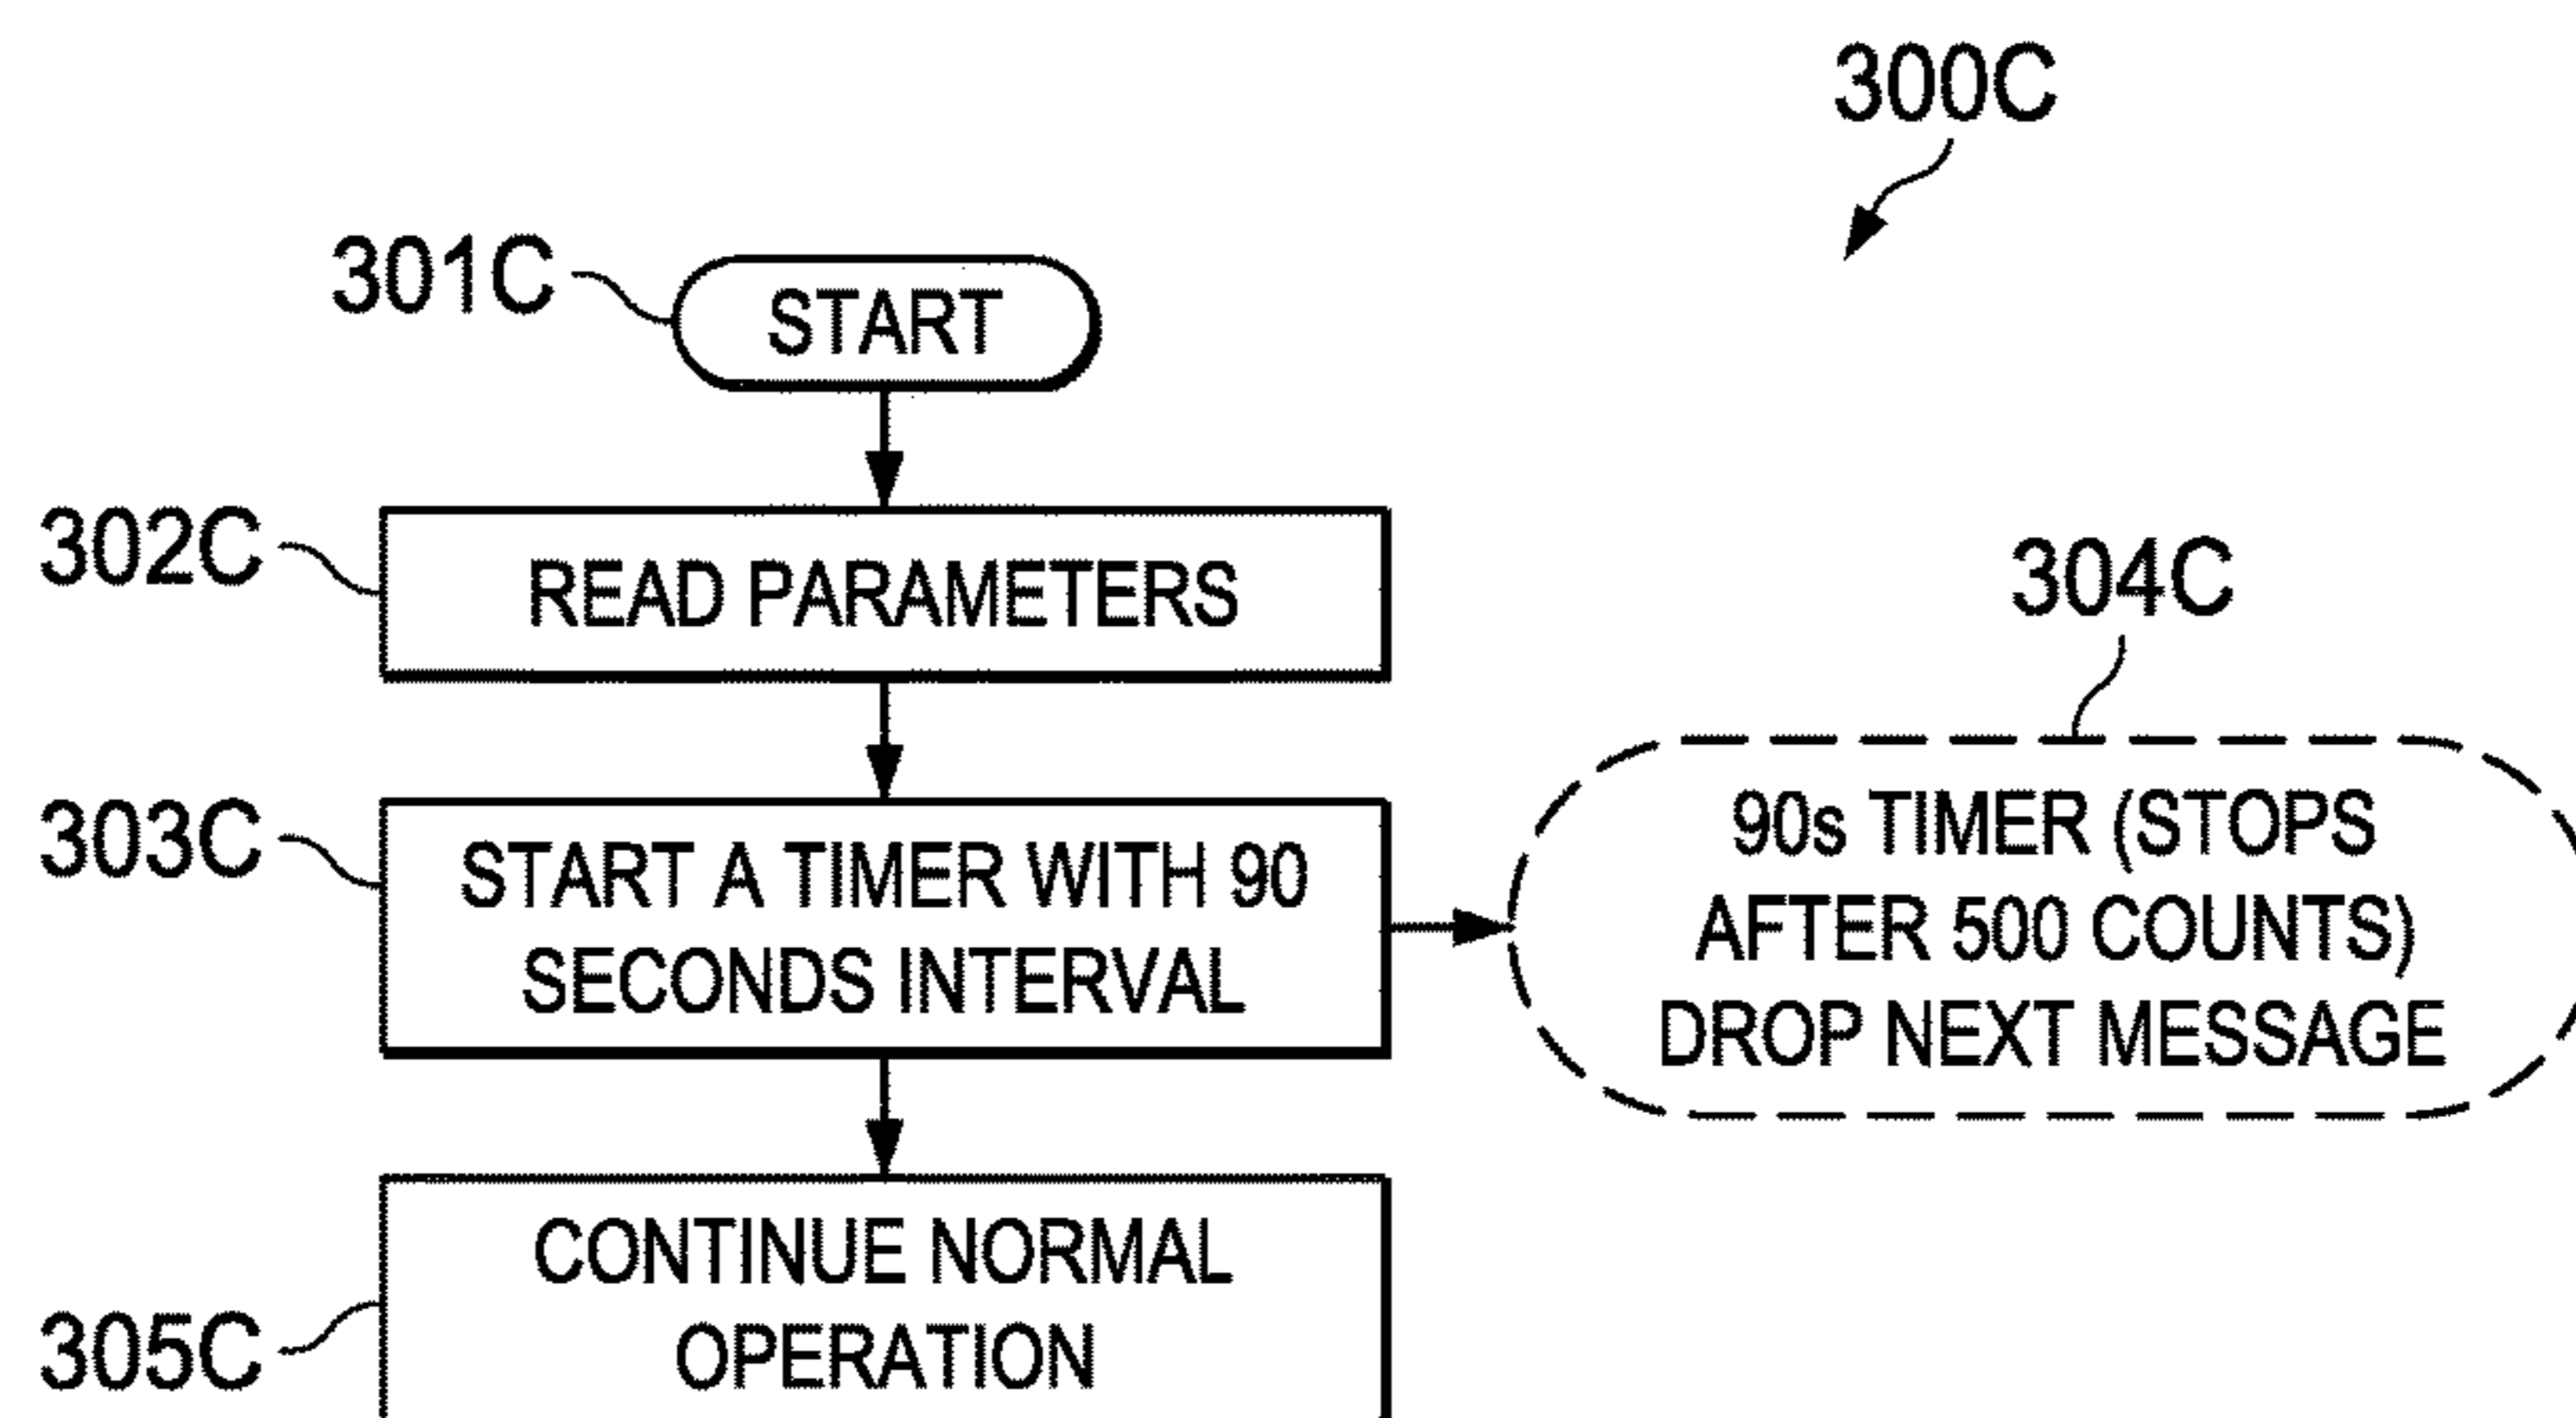 300C
301C
START
302C
READ PARAMETERS
304C
303C
START A TIMER WITH 90
SECONDS INTERVAL
90s TIMER (STOPS
AFTER 500 COUNTS)
DROP NEXT MESSAGE
CONTINUE NORMAL
OPERATION
305C